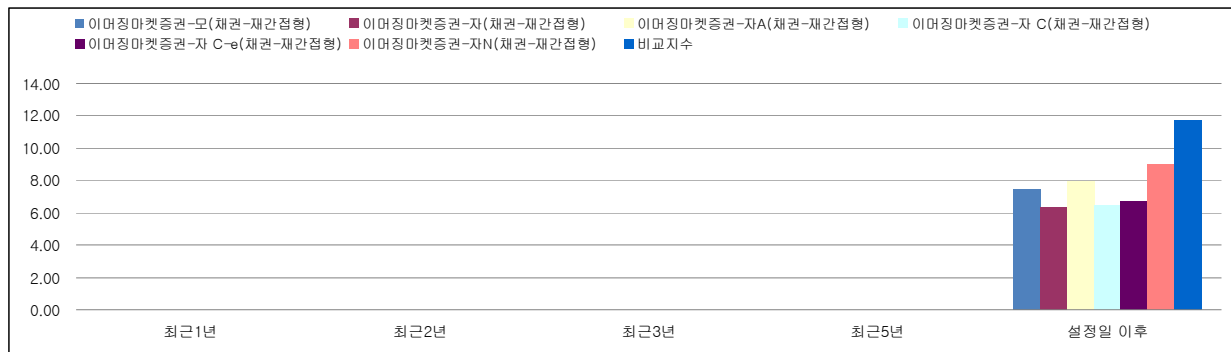 이머징마켓증권-모(채권-재간접형) 이머징마켓증권-자(채권-재간접형) 이머징마켓증권-자A(채권-재간접형) 이머징마켓증권-자 C(채권-재간접형)
이머징마켓증권-자 C-e(채권-재간접형) 이머징마켓증권-자N(채권-재간접형) 비교지수
14.00
12.00
10.00
8.00
6.00
4.00
2.00
0.00
최근1년 최근2년 최근3년 최근5년 설정일 이후